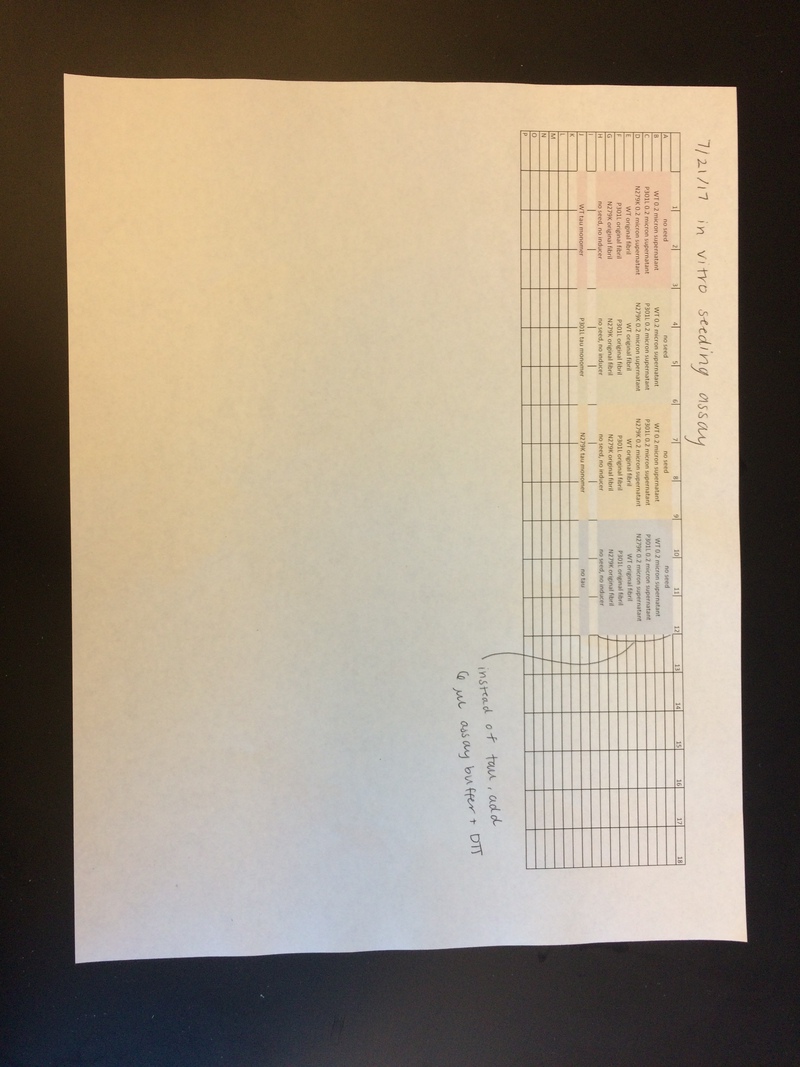 7/21/17 in vitro seeding assay
1 2 3 4 5 6 7 8 9 10 11 12 13 14 15 16 17 18
A no seed no seed no seed no seed
B WT 0.2 micron supernatant WT 0.2 micron supernatant WT 0.2 micron supernatant WT 0.2 micron supernatant
C P301L 0.2 micron supernatant P301L 0.2 micron supernatant P301L 0.2 micron supernatant P301L 0.2 micron supernatant
D N279K 0.2 micron supernatant N279K 0.2 micron supernatant N279K 0.2 micron supernatant N279K 0.2 micron supernatant
E WT original fibril WT original fibril WT original fibril WT original fibril
F P301L original fibril P301L original fibril P301L original fibril P301L original fibril
G N279K original fibril N279K original fibril N279K original fibril N279K original fibril
H no seed, no inducer no seed, no inducer no seed, no inducer no seed, no inducer
I
J WT tau monomer P301L tau monomer N279K tau monomer no tau
K
L
M
N
O
P
instead of tau, add
6 µL assay buffer + DTT